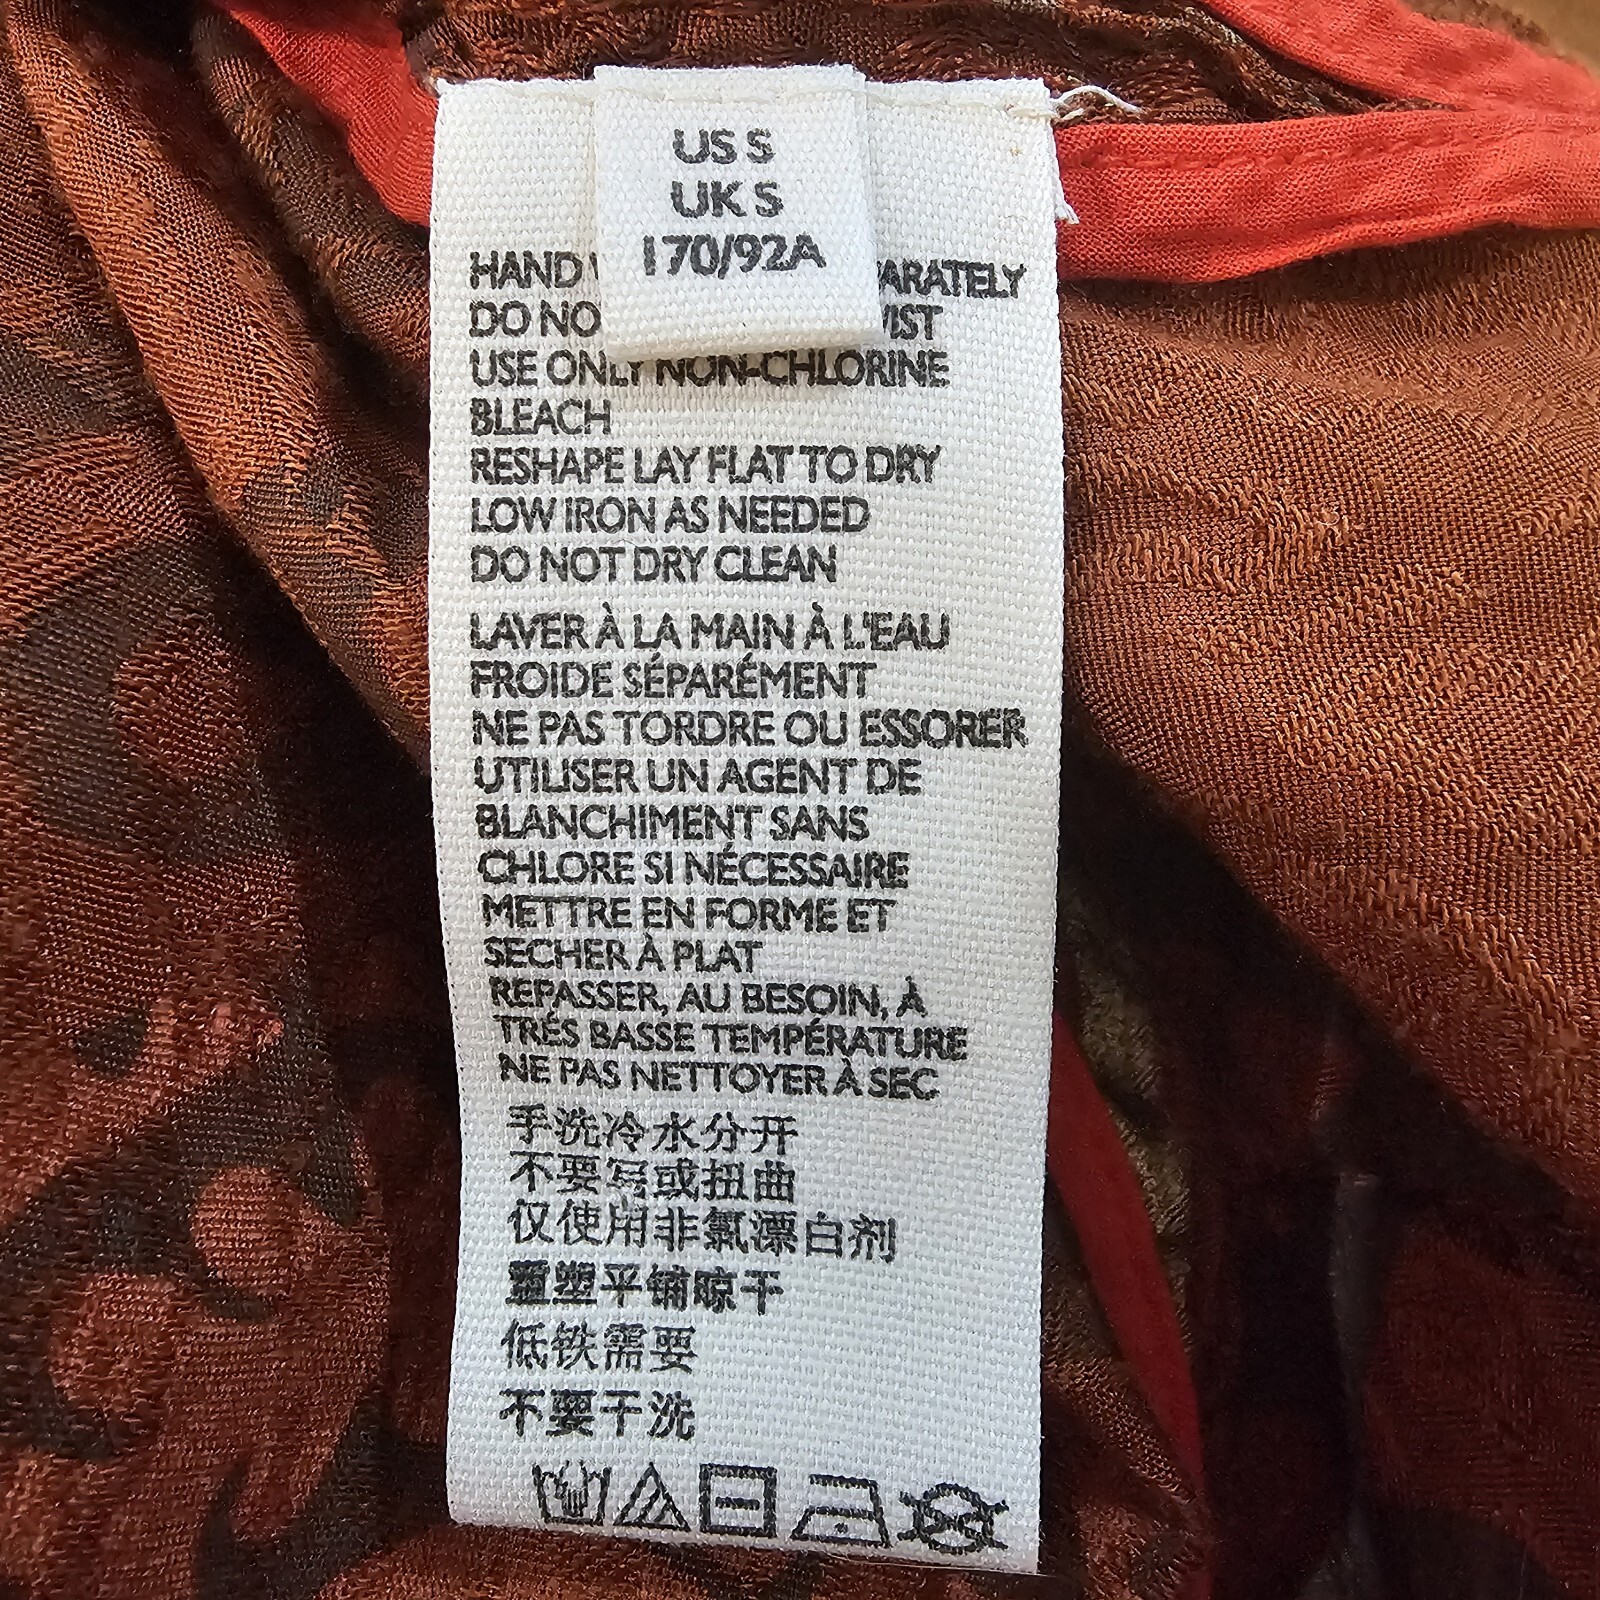 US S
UK S
170/92A
HAND
DO
USE ONLY NON-CHLORINE
BLEACH
RESHAPE LAY FLAT TO DRY
LOW IRON AS NEEDED
DO NOT DRY CLEAN
LAVER À LA MAIN À L'EAU
FROIDE SÉPARÉMENT
NE PAS TORDRE OU ESSORER
UTILISER UN AGENT DE
BLANCHIMENT SANS
CHLORE SI NÉCESSAIRE
METTRE EN FORME ET
SECHER À PLAT
REPASSER, AU BESOIN, À
TRÉS BASSE TEMPÉRATURE
NE PAS NETTOYER À SEC
手洗冷水分开
不要写或扭曲
仅使用非氯漂白剂
重塑平铺晾干
低铁需要
不要干洗